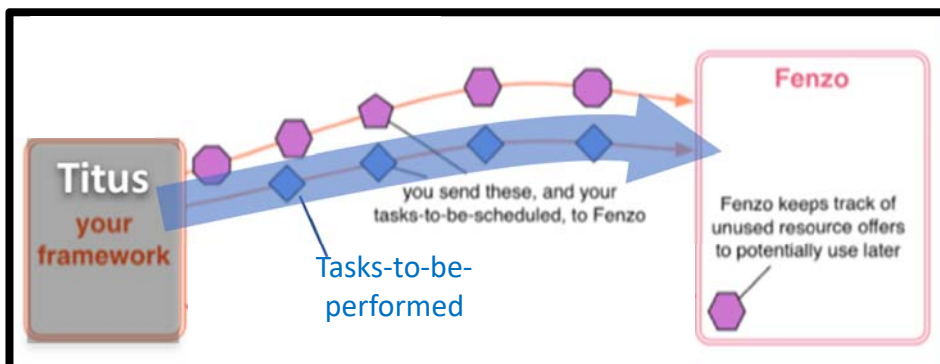 Titus
your
framework
you send these, and your
tasks-to-be-scheduled, to Fenzo
Tasks-to-be-
performed
Fenzo
Fenzo keeps track of
unused resource offers
to potentially use later